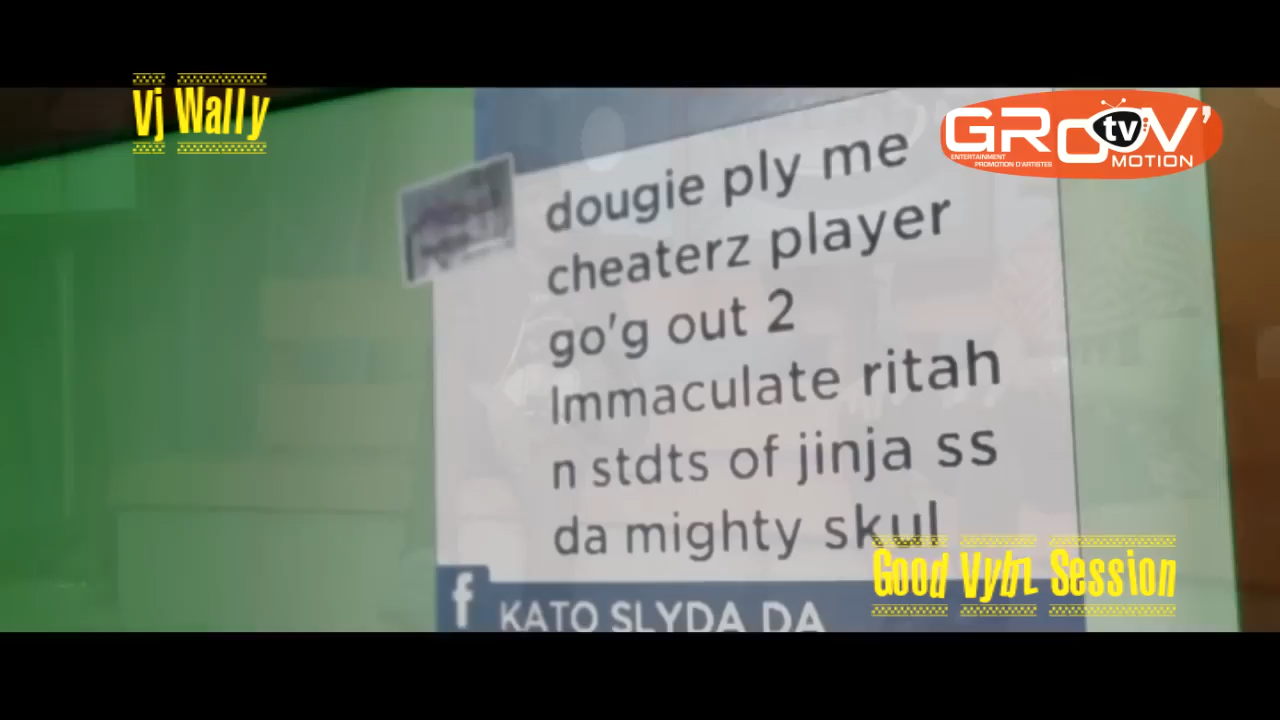 Vj Wally
GROOV'
tv
ENTERTAINMENT
PROMOTION D'ARTISTES
MOTION
dougie ply me
cheaterz player
go'g out 2
Immaculate ritah
n stdts of jinja ss
da mighty skul
Good Vybz Session
f KATO SLYDA DA